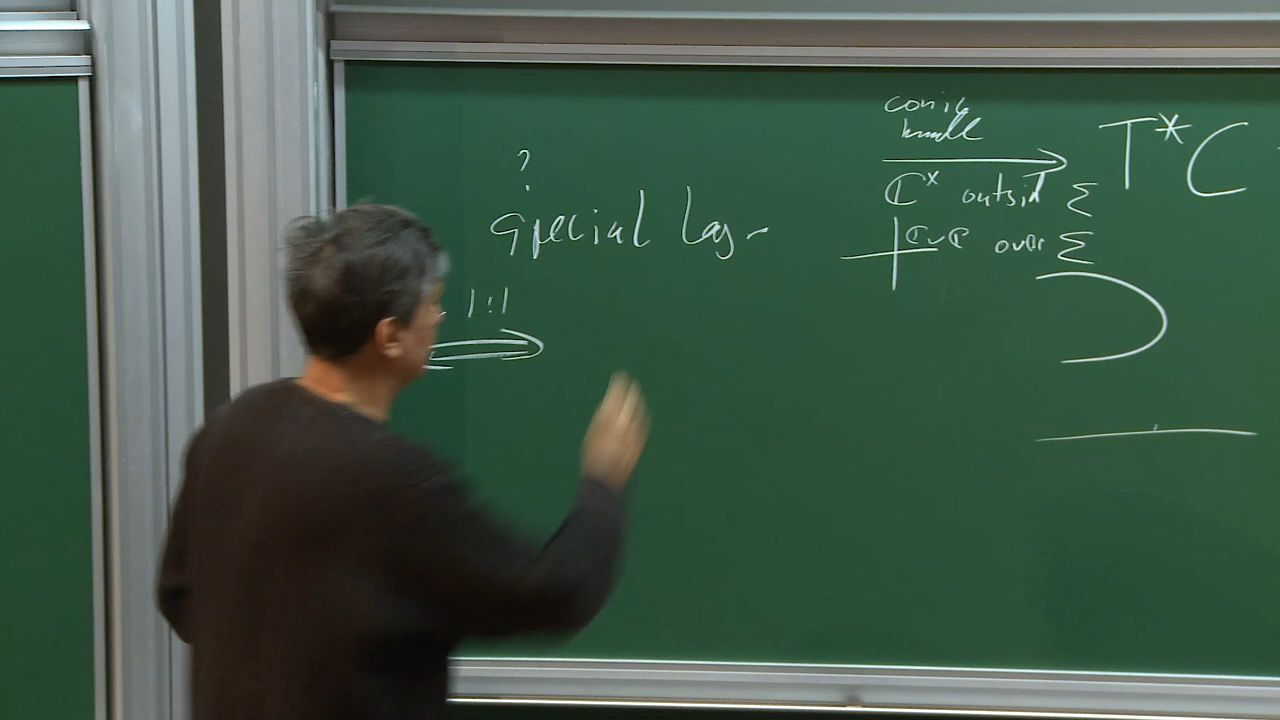 ?
special Lag.
1:1
conic
bundle
T*C
C^× outside Σ
C∨C over Σ